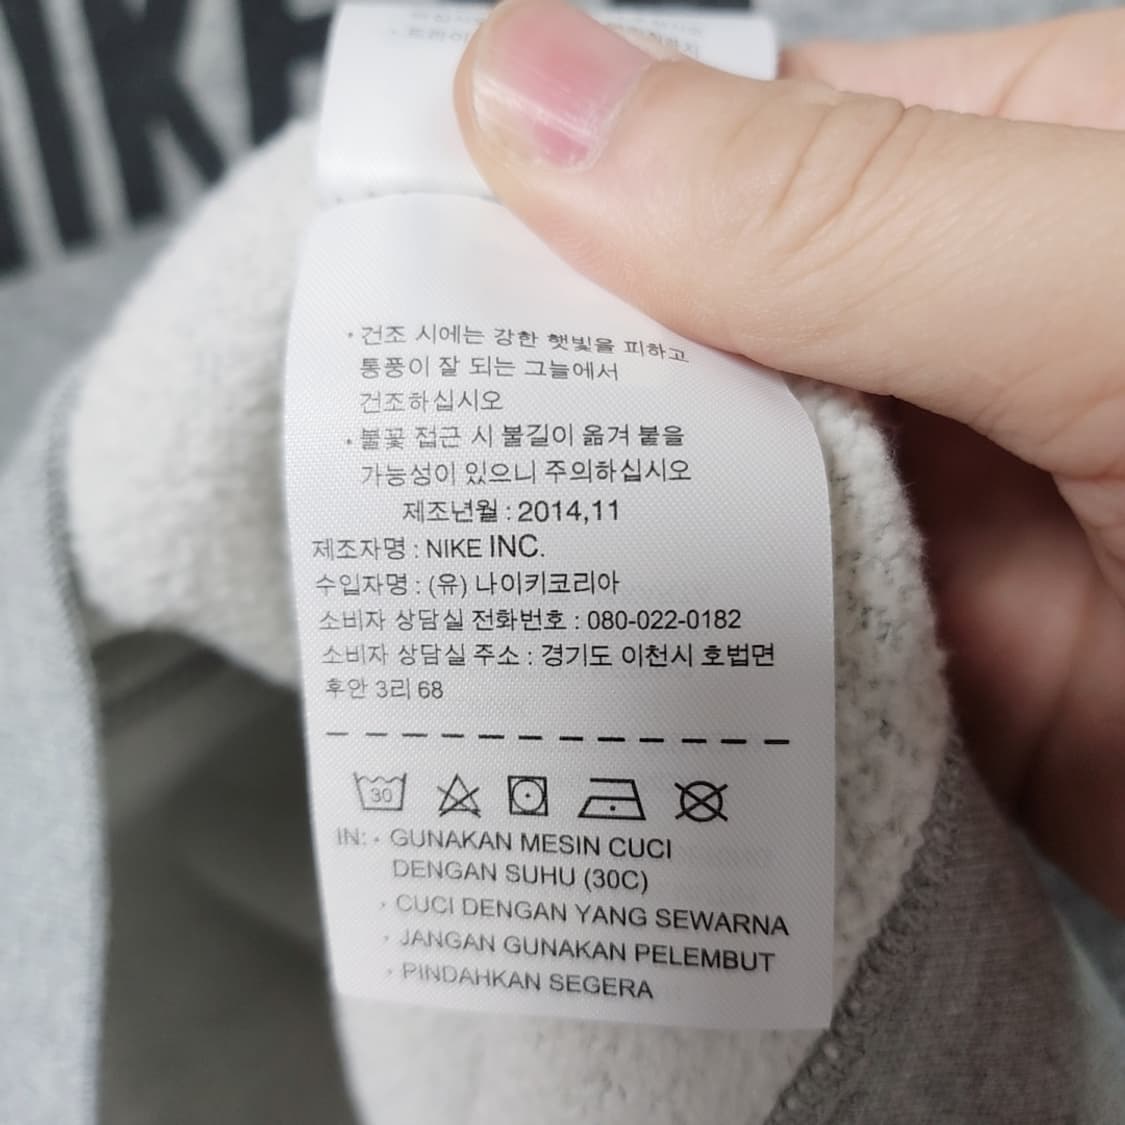 · 건조 시에는 강한 햇빛을 피하고
통풍이 잘 되는 그늘에서
건조하십시오
· 불꽃 접근 시 불길이 옮겨 붙을
가능성이 있으니 주의하십시오
제조년월 : 2014,11
제조자명 : NIKE INC.
수입자명 : (유) 나이키코리아
소비자 상담실 전화번호 : 080-022-0182
소비자 상담실 주소 : 경기도 이천시 호법면
후안 3리 68
30
IN: · GUNAKAN MESIN CUCI
DENGAN SUHU (30C)
· CUCI DENGAN YANG SEWARNA
· JANGAN GUNAKAN PELEMBUT
· PINDAHKAN SEGERA